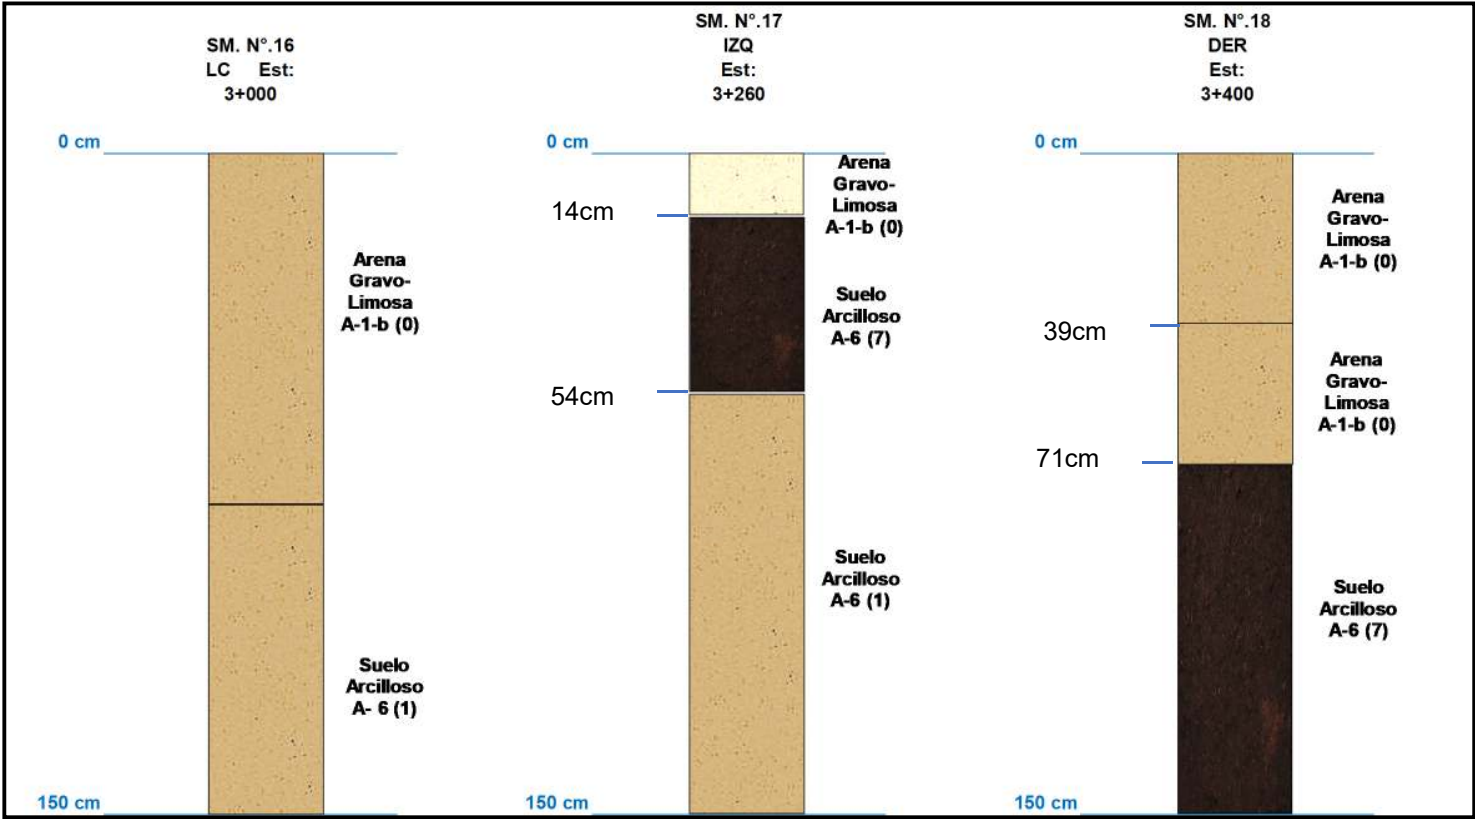 SM. N°.16
LC Est:
3+000
0 cm
Arena
Gravo-
Limosa
A-1-b (0)
Suelo
Arcilloso
A- 6 (1)
150 cm
SM. N°.17
IZQ
Est:
3+260
0 cm
Arena
Gravo-
Limosa
A-1-b (0)
14cm
Suelo
Arcilloso
A-6 (7)
54cm
Suelo
Arcilloso
A-6 (1)
150 cm
SM. N°.18
DER
Est:
3+400
0 cm
Arena
Gravo-
Limosa
A-1-b (0)
39cm
Arena
Gravo-
Limosa
A-1-b (0)
71cm
Suelo
Arcilloso
A-6 (7)
150 cm